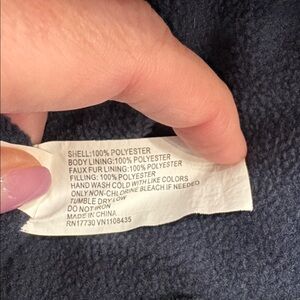 SHELL:100% POLYESTER
BODY LINING:100% POLYESTER
FAUX FUR LINING:100% POLYESTER
FILLING: 100% POLYESTER
HAND WASH COLD WITH LIKE COLORS
ONLY NON-CHLORINE BLEACH IF NEEDED
TUMBLE DRY LOW
DO NOT IRON
MADE IN CHINA
RN17730 VN1108435